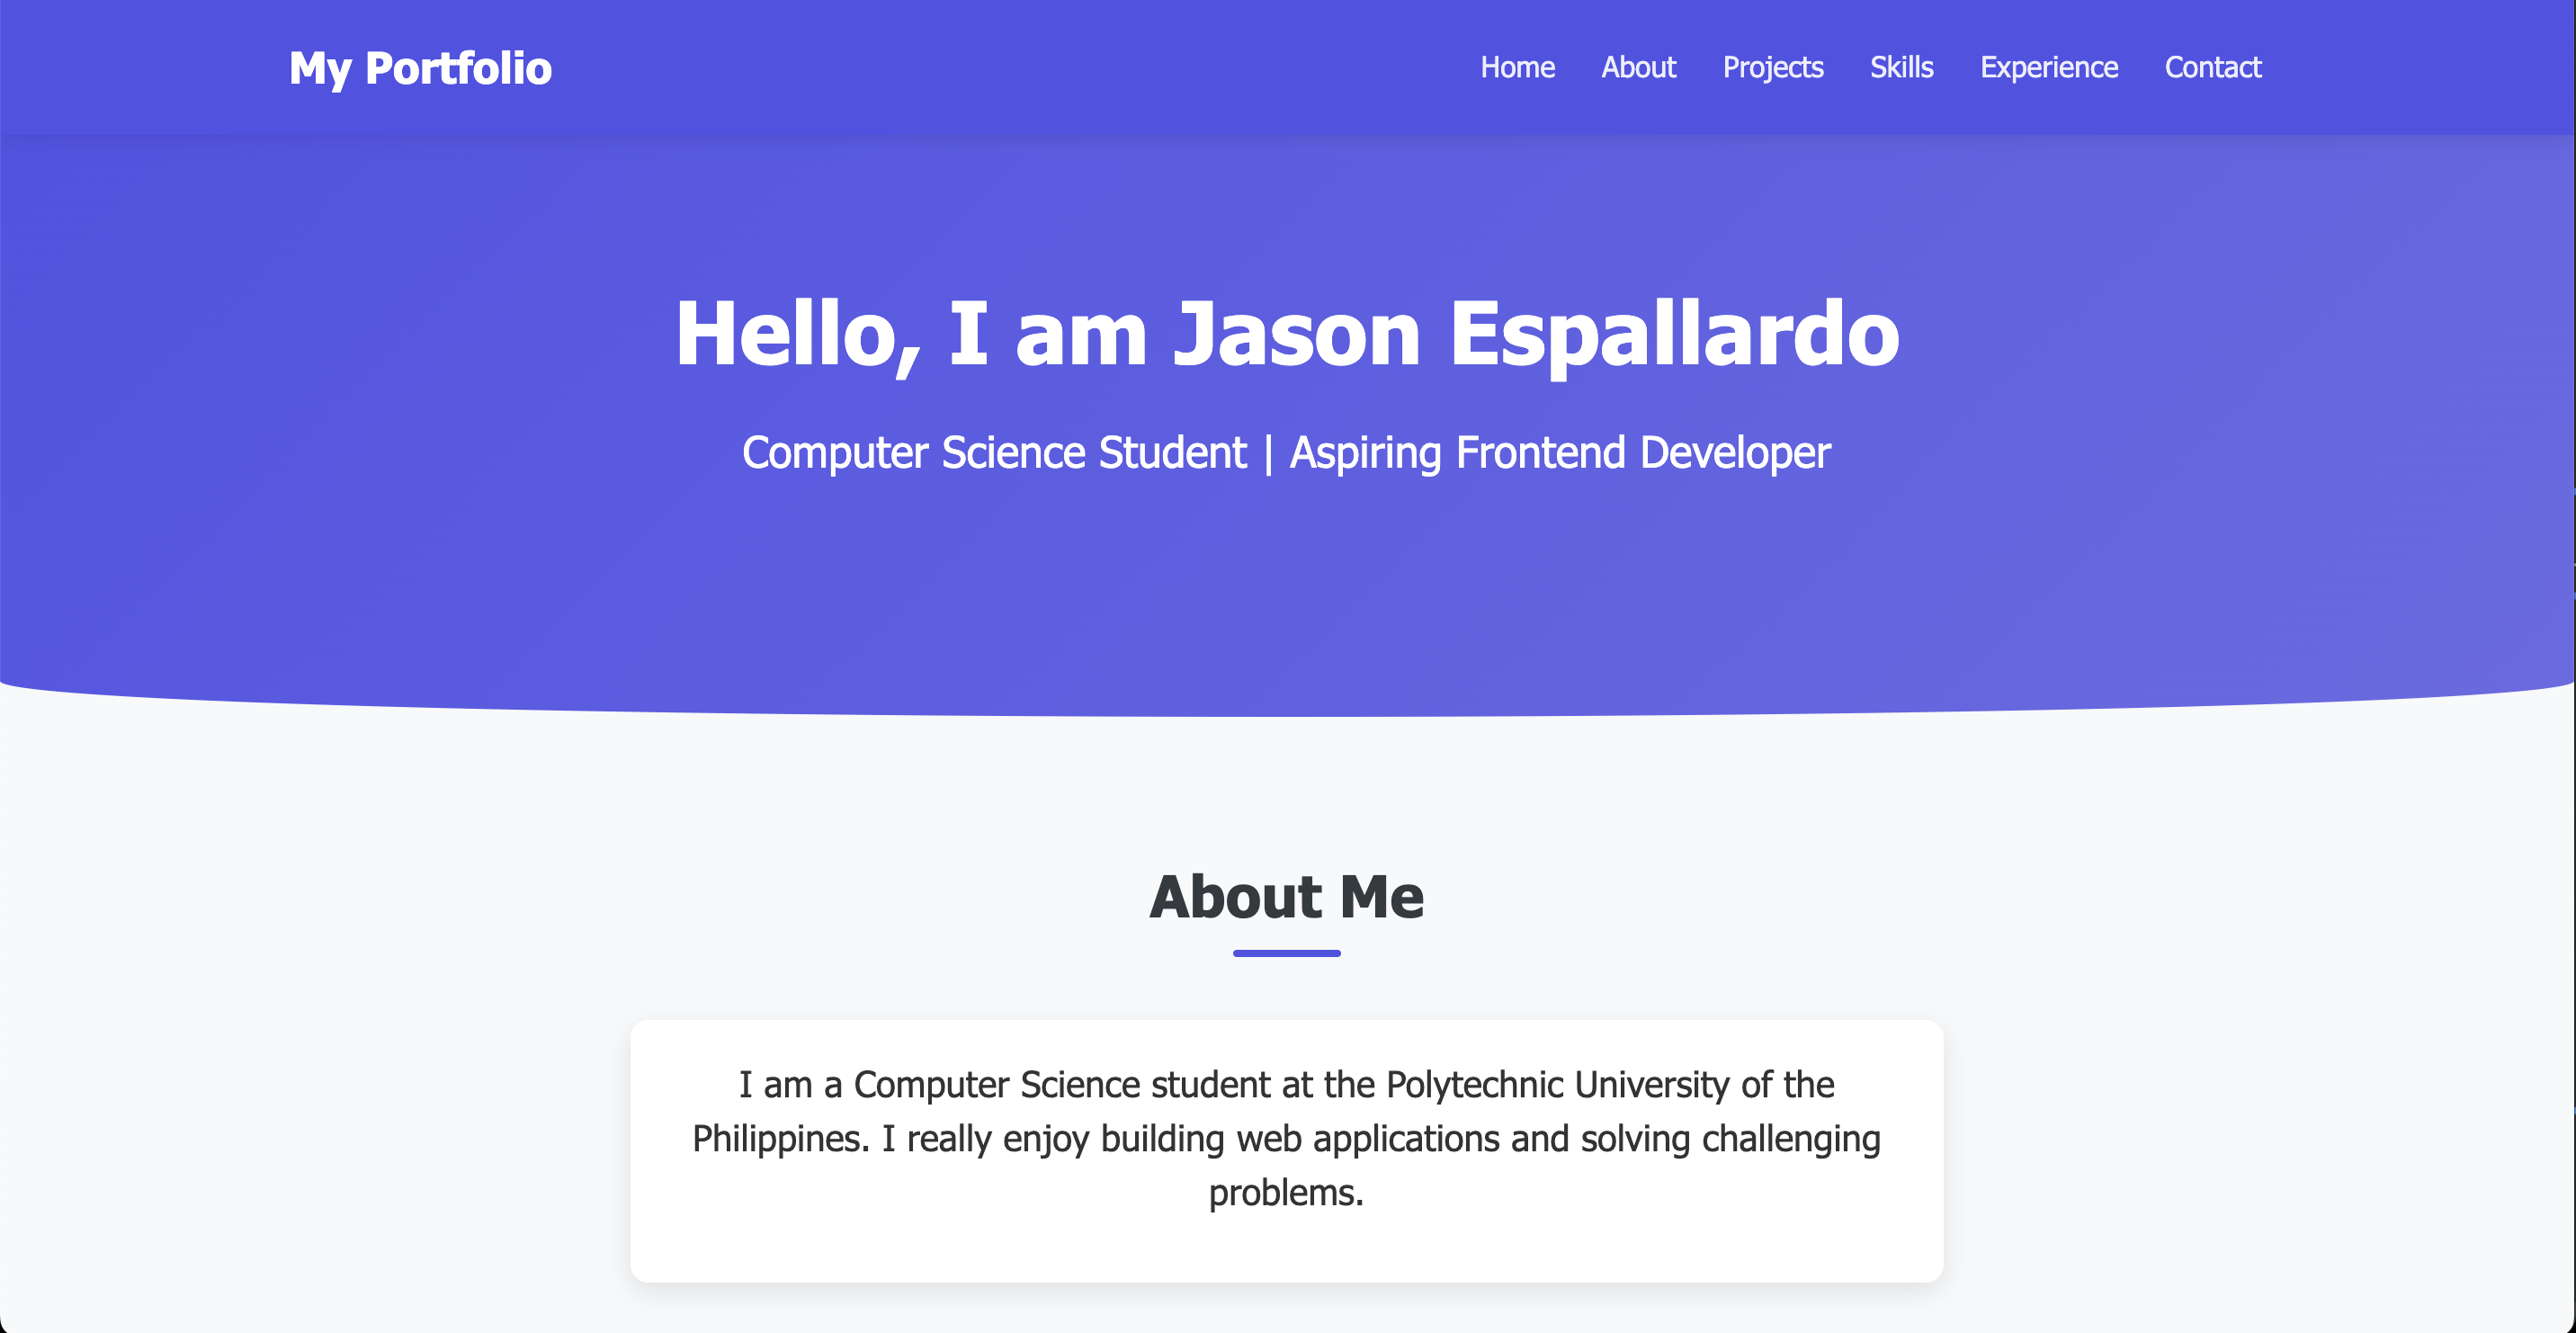 My Portfolio
Home About Projects Skills Experience Contact
Hello, I am Jason Espallardo
Computer Science Student | Aspiring Frontend Developer
About Me
I am a Computer Science student at the Polytechnic University of the
Philippines. I really enjoy building web applications and solving challenging
problems.